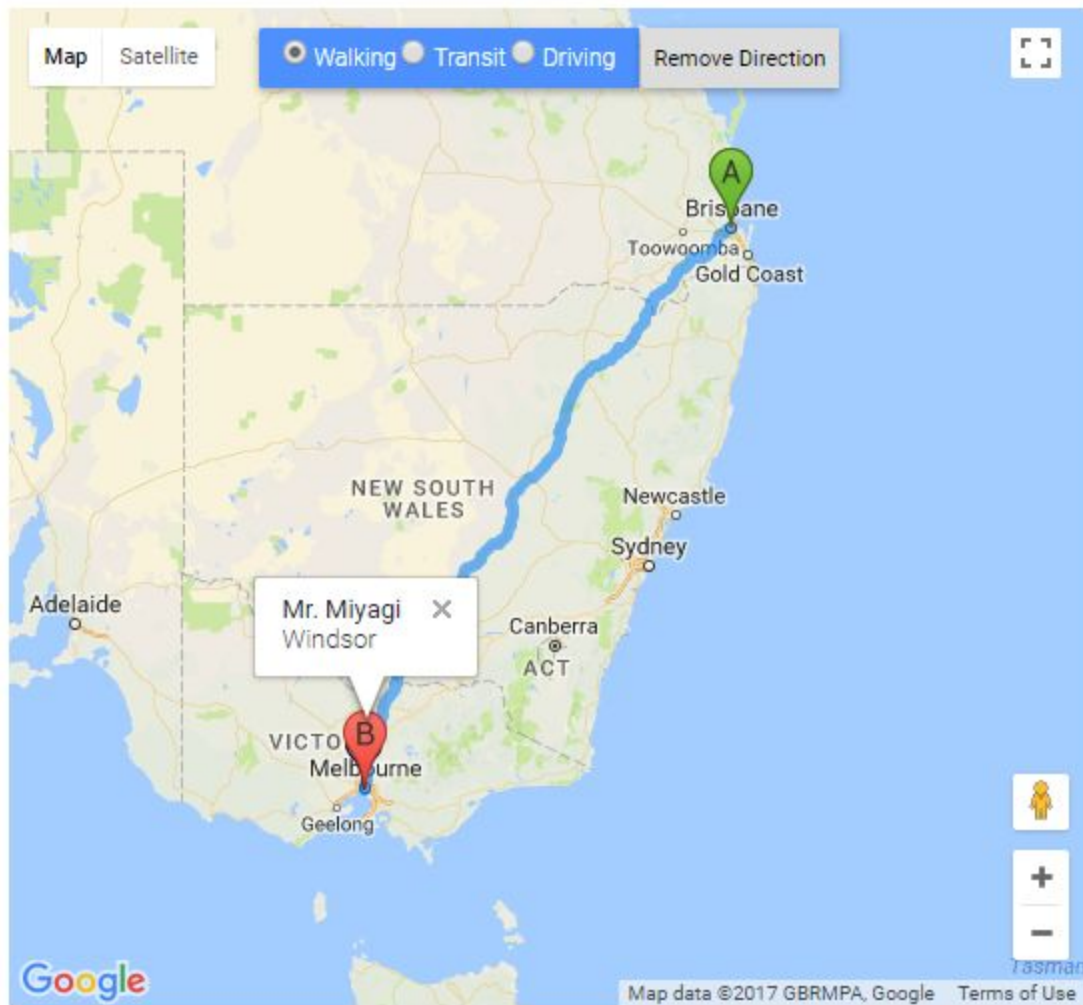 Map Satellite
Walking Transit Driving
Remove Direction
A
Brisbane
Toowoomba
Gold Coast
NEW SOUTH
WALES
Newcastle
Sydney
Adelaide
Mr. Miyagi
Windsor
Canberra
ACT
B
VICTO
Melbourne
Geelong
Google
Tasman
Map data ©2017 GBRMPA, Google Terms of Use